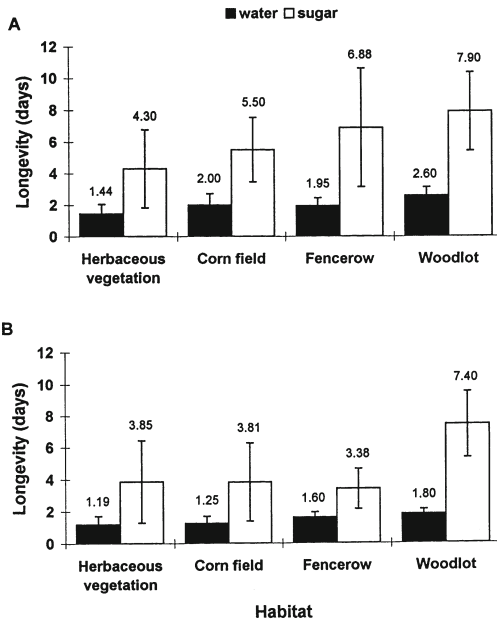 water sugar
A
Longevity (days)
12
10
8
6
4
2
0
1.44 4.30 2.00 5.50 1.95 6.88 2.60 7.90
Herbaceous vegetation Corn field Fencerow Woodlot
B
Longevity (days)
12
10
8
6
4
2
0
1.19 3.85 1.25 3.81 1.60 3.38 1.80 7.40
Herbaceous vegetation Corn field Fencerow Woodlot
Habitat